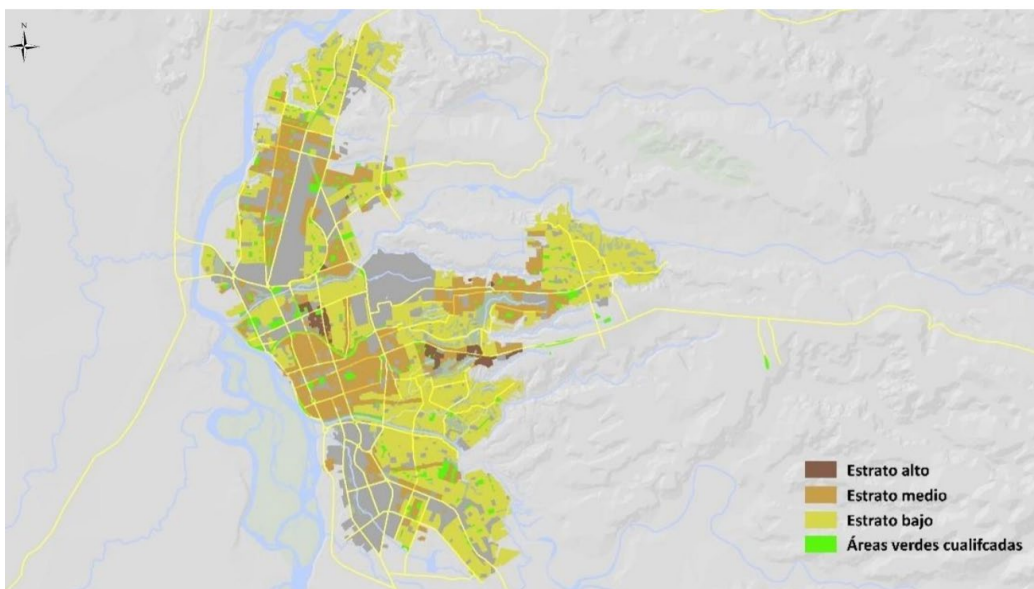 N
Estrato alto
Estrato medio
Estrato bajo
Áreas verdes cualifcadas